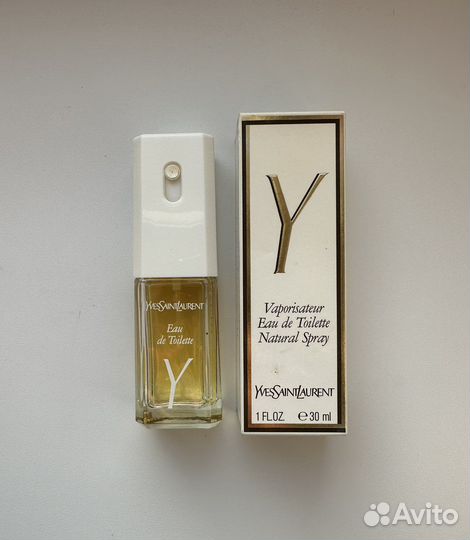 YVESSAINTLAURENT
Eau
de Toilette
Y
Y
Vaporisateur
Eau de Toilette
Natural Spray
YVESSAINTLAURENT
1 FL.OZ. ℮ 30 ml
Avito